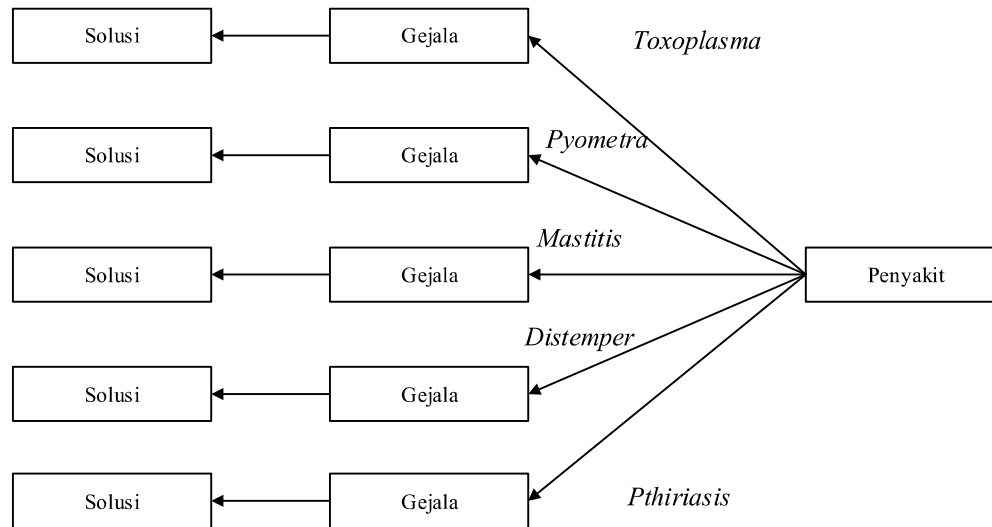 Solusi
Gejala
Toxoplasma
Solusi
Gejala
Pyometra
Mastitis
Solusi
Gejala
Penyakit
Distemper
Solusi
Gejala
Solusi
Gejala
Pthiriasis